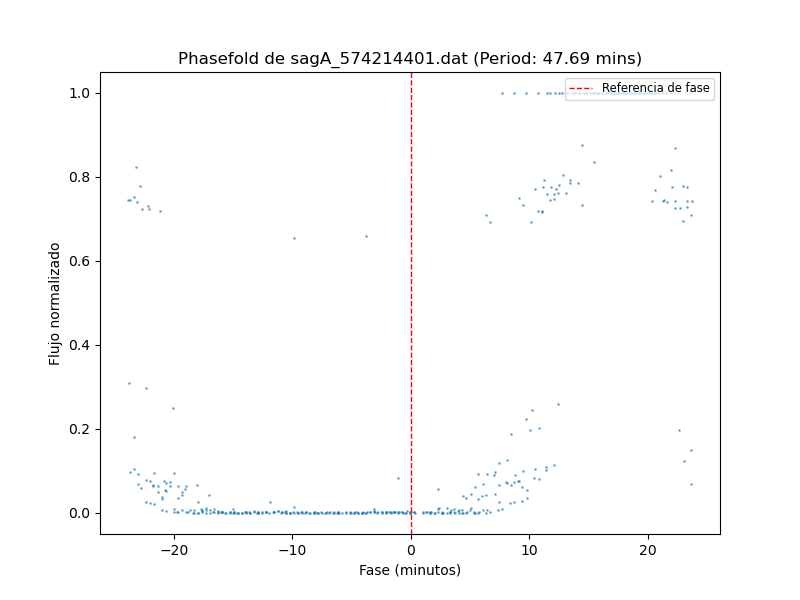 Phasefold de sagA_574214401.dat (Period: 47.69 mins)
Referencia de fase
Flujo normalizado
1.0
0.8
0.6
0.4
0.2
0.0
−20
−10
0
10
20
Fase (minutos)